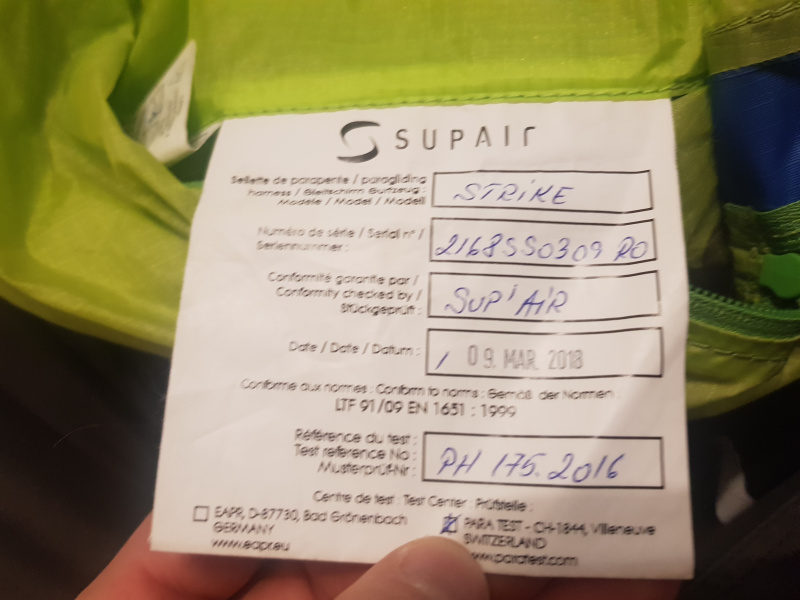 SUPAIR
Sellette de parapente / paragliding
harness / Gleitschirm Gurtzeug :
Modèle / Model / Modell
STRIKE
Numéro de série / Serial n° /
Seriennummer :
2168SS0309 RO
Conformité garantie par /
Conformity checked by /
Stückgeprüft :
SUP'AIR
Date / Date / Datum :
09. MAR. 2018
Conforme aux normes : Conform to norms : Gemäß der Normen :
LTF 91/09 EN 1651 : 1999
Référence du test :
Test reference No :
Musterprüf-Nr :
PH 175.2016
Centre de test : Test Center : Prüfstelle :
EAPR, D-87730, Bad Grönenbach
GERMANY
www.eapr.eu
PARA TEST - CH-1844, Villeneuve
SWITZERLAND
www.paratest.com